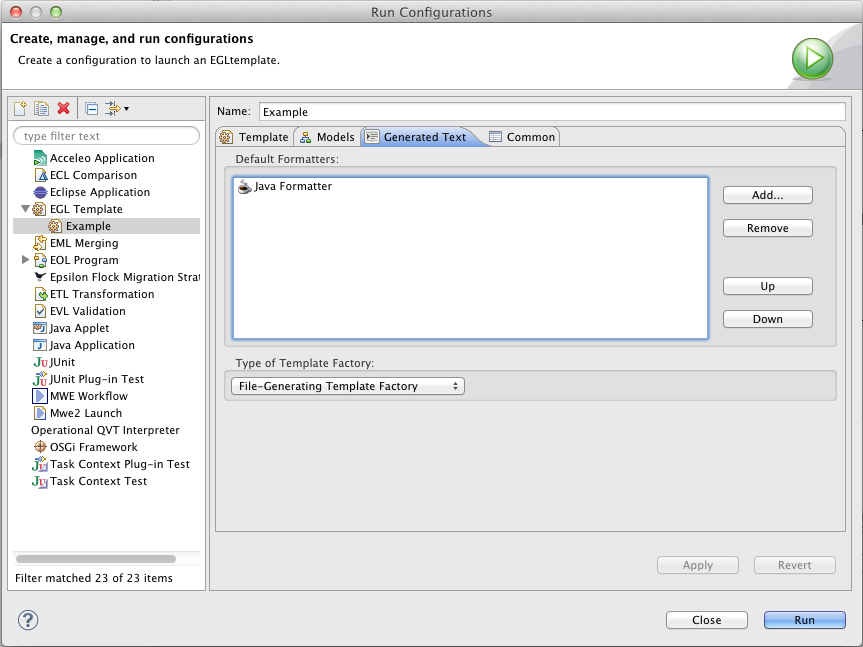 Run Configurations
Create, manage, and run configurations
Create a configuration to launch an EGLtemplate.
type filter text
Acceleo Application
ECL Comparison
Eclipse Application
EGL Template
Example
EML Merging
EOL Program
Epsilon Flock Migration Strat
ETL Transformation
EVL Validation
Java Applet
Java Application
JUnit
JUnit Plug-in Test
MWE Workflow
Mwe2 Launch
Operational QVT Interpreter
OSGi Framework
Task Context Plug-in Test
Task Context Test
Filter matched 23 of 23 items
Name: Example
Template Models Generated Text Common
Default Formatters:
Java Formatter
Add...
Remove
Up
Down
Type of Template Factory:
File-Generating Template Factory
Apply Revert
? Close Run